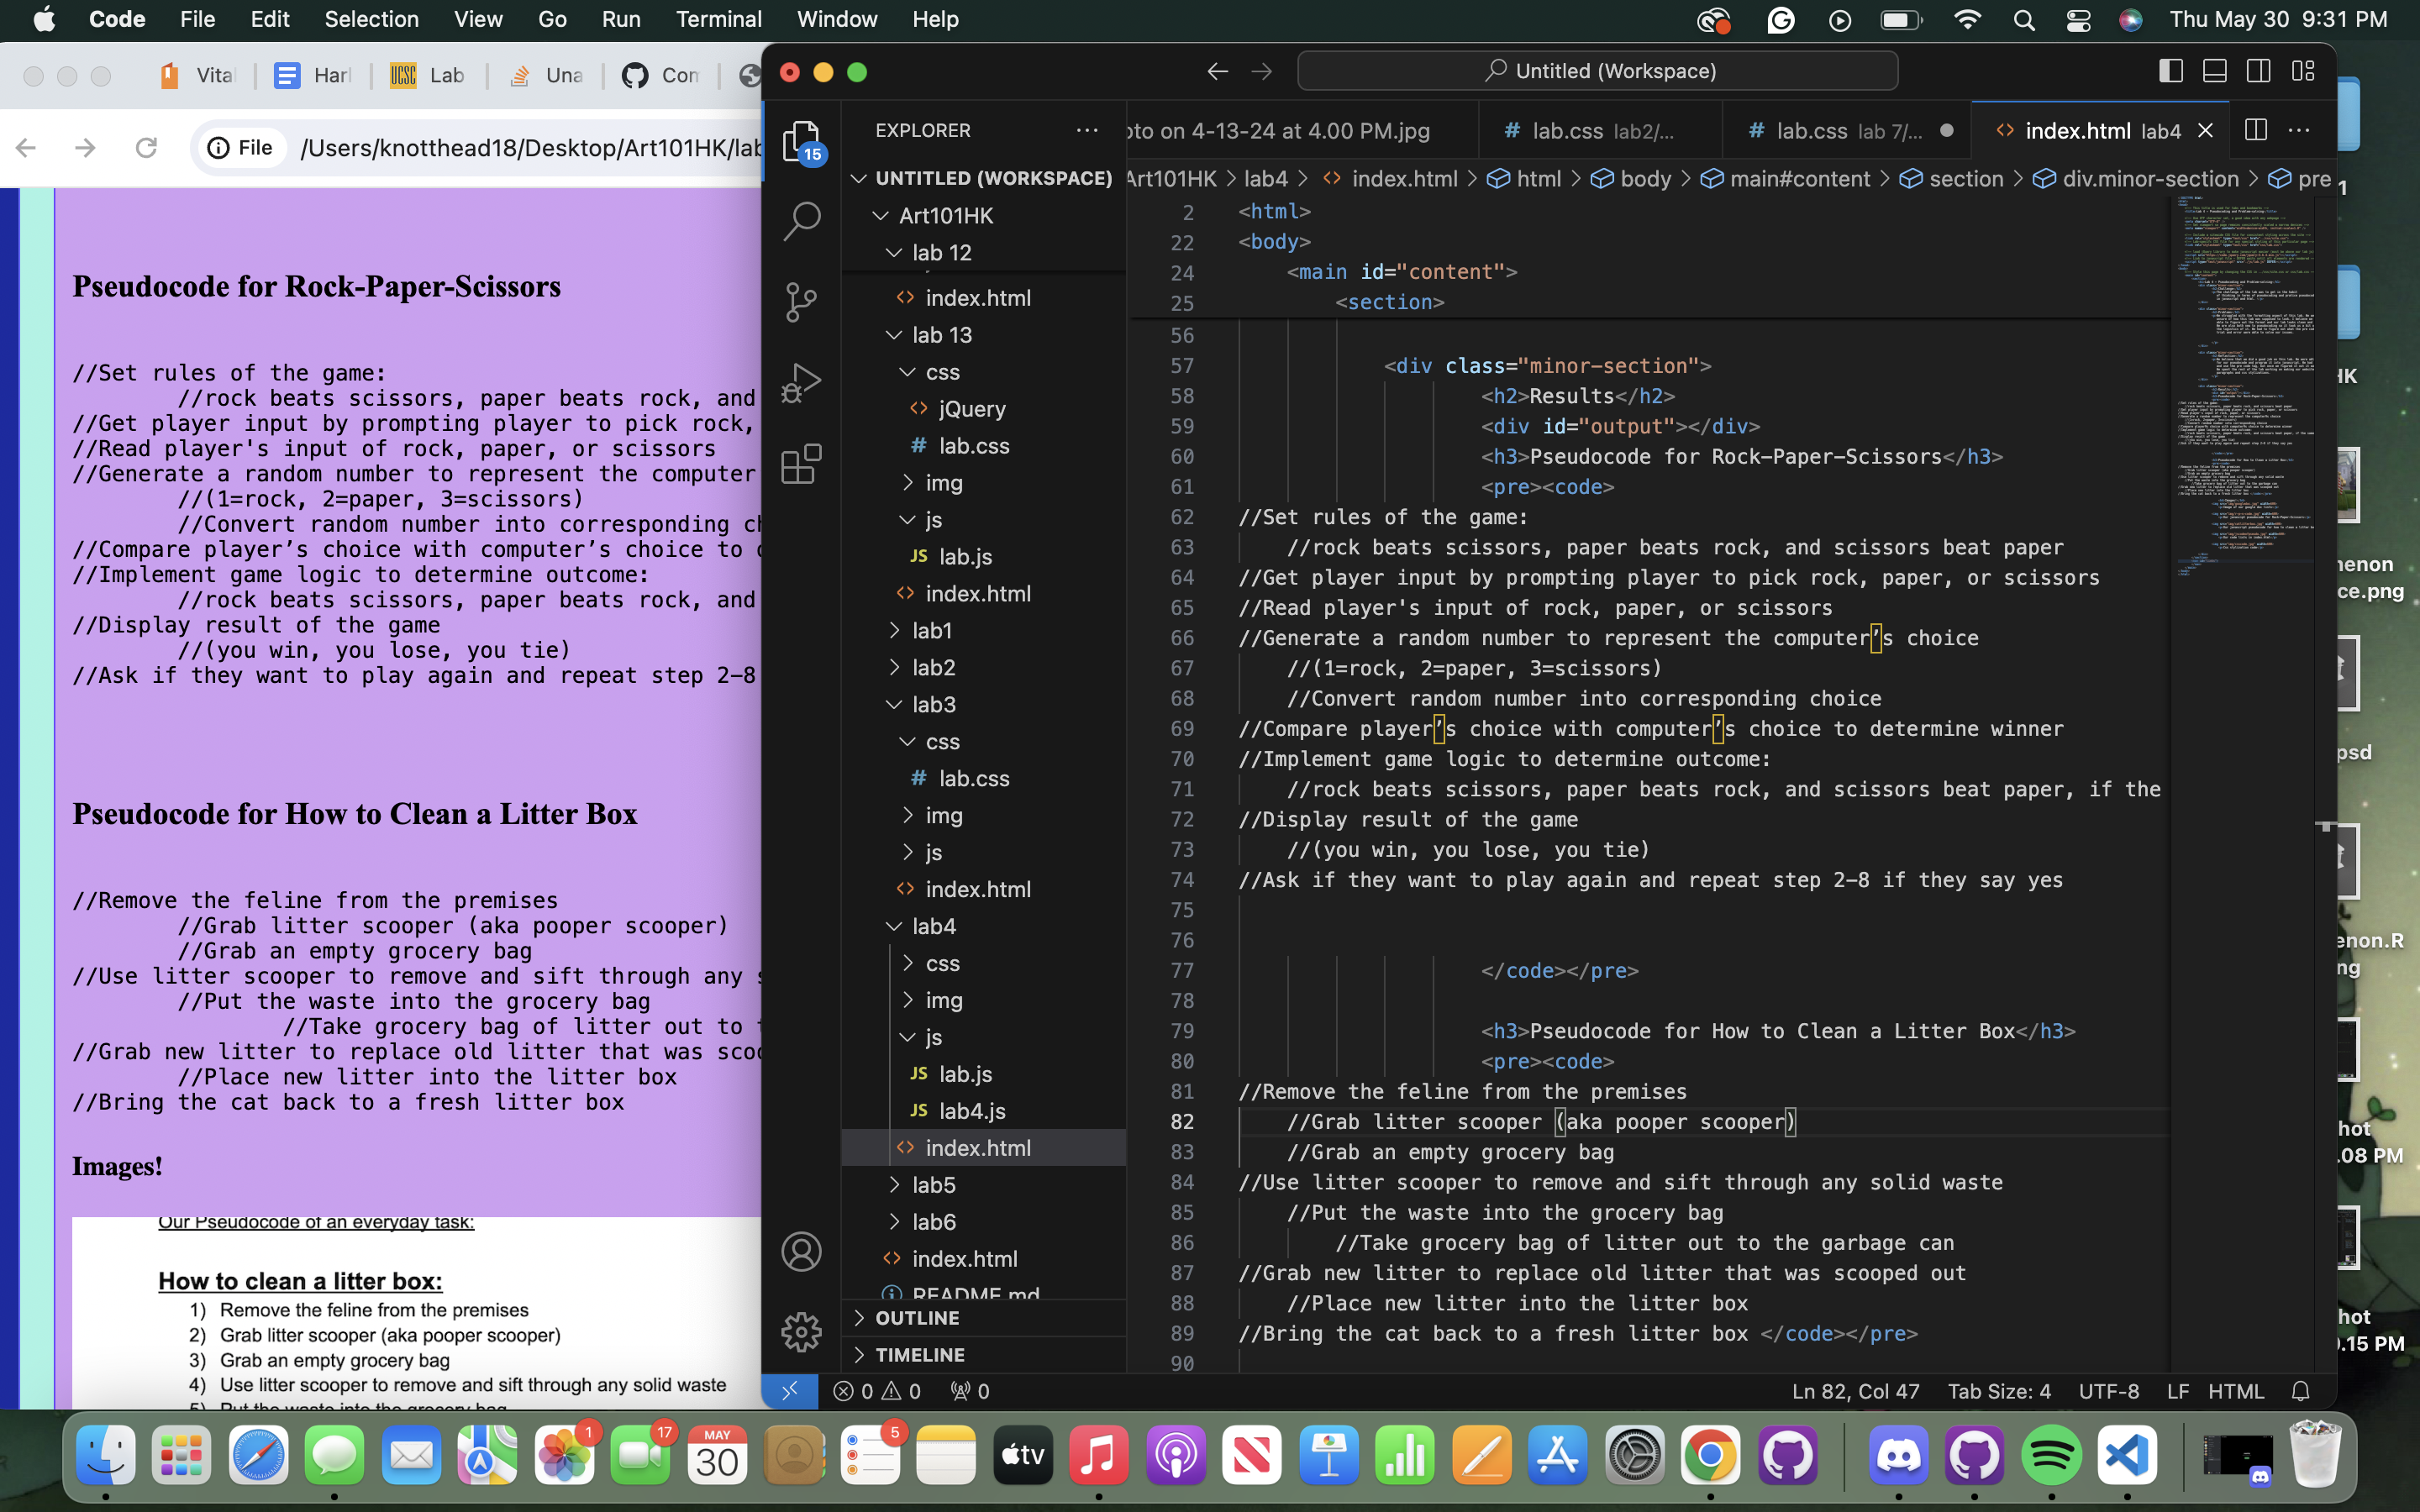 Code File Edit Selection View Go Run Terminal Window Help
Thu May 30 9:31 PM
Vital
Harl
UCSC Lab
Una
Con
File /Users/knotthead18/Desktop/Art101HK/lab
Pseudocode for Rock-Paper-Scissors
//Set rules of the game:
//rock beats scissors, paper beats rock, and
//Get player input by prompting player to pick rock,
//Read player's input of rock, paper, or scissors
//Generate a random number to represent the computer
//(1=rock, 2=paper, 3=scissors)
//Convert random number into corresponding ch
//Compare player’s choice with computer’s choice to d
//Implement game logic to determine outcome:
//rock beats scissors, paper beats rock, and
//Display result of the game
//(you win, you lose, you tie)
//Ask if they want to play again and repeat step 2-8
Pseudocode for How to Clean a Litter Box
//Remove the feline from the premises
//Grab litter scooper (aka pooper scooper)
//Grab an empty grocery bag
//Use litter scooper to remove and sift through any s
//Put the waste into the grocery bag
//Take grocery bag of litter out to t
//Grab new litter to replace old litter that was scoo
//Place new litter into the litter box
//Bring the cat back to a fresh litter box
Images!
Our Pseudocode of an everyday task:
How to clean a litter box:
1) Remove the feline from the premises
2) Grab litter scooper (aka pooper scooper)
3) Grab an empty grocery bag
4) Use litter scooper to remove and sift through any solid waste
5) Put the waste into the grocery bag
Untitled (Workspace)
15
EXPLORER
UNTITLED (WORKSPACE)
Art101HK
lab 12
index.html
lab 13
css
jQuery
# lab.css
img
js
JS lab.js
index.html
lab1
lab2
lab3
css
# lab.css
img
js
index.html
lab4
css
img
js
JS lab.js
JS lab4.js
index.html
lab5
lab6
index.html
README.md
OUTLINE
TIMELINE
oto on 4-13-24 at 4.00 PM.jpg
# lab.css lab2/...
# lab.css lab 7/...
index.html lab4
Art101HK > lab4 > index.html > html > body > main#content > section > div.minor-section > pre
2 <html>
22 <body>
24 <main id="content">
25 <section>
56
57 <div class="minor-section">
58 <h2>Results</h2>
59 <div id="output"></div>
60 <h3>Pseudocode for Rock-Paper-Scissors</h3>
61 <pre><code>
62 //Set rules of the game:
63 //rock beats scissors, paper beats rock, and scissors beat paper
64 //Get player input by prompting player to pick rock, paper, or scissors
65 //Read player's input of rock, paper, or scissors
66 //Generate a random number to represent the computer’s choice
67 //(1=rock, 2=paper, 3=scissors)
68 //Convert random number into corresponding choice
69 //Compare player’s choice with computer’s choice to determine winner
70 //Implement game logic to determine outcome:
71 //rock beats scissors, paper beats rock, and scissors beat paper, if the
72 //Display result of the game
73 //(you win, you lose, you tie)
74 //Ask if they want to play again and repeat step 2-8 if they say yes
75
76
77 </code></pre>
78
79 <h3>Pseudocode for How to Clean a Litter Box</h3>
80 <pre><code>
81 //Remove the feline from the premises
82 //Grab litter scooper (aka pooper scooper)
83 //Grab an empty grocery bag
84 //Use litter scooper to remove and sift through any solid waste
85 //Put the waste into the grocery bag
86 //Take grocery bag of litter out to the garbage can
87 //Grab new litter to replace old litter that was scooped out
88 //Place new litter into the litter box
89 //Bring the cat back to a fresh litter box </code></pre>
90
0 0 0
Ln 82, Col 47 Tab Size: 4 UTF-8 LF HTML
1
HK
nenon
ce.png
psd
enon.R
ng
hot
.08 PM
hot
.15 PM
1
17
MAY
30
5
tv